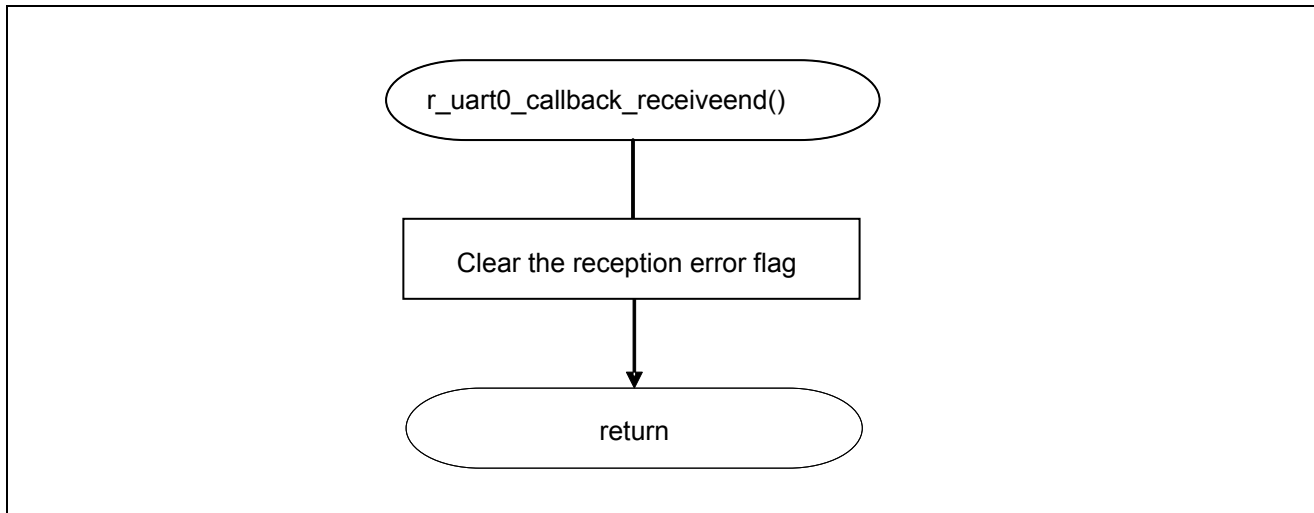 r_uart0_callback_receiveend()
Clear the reception error flag
return